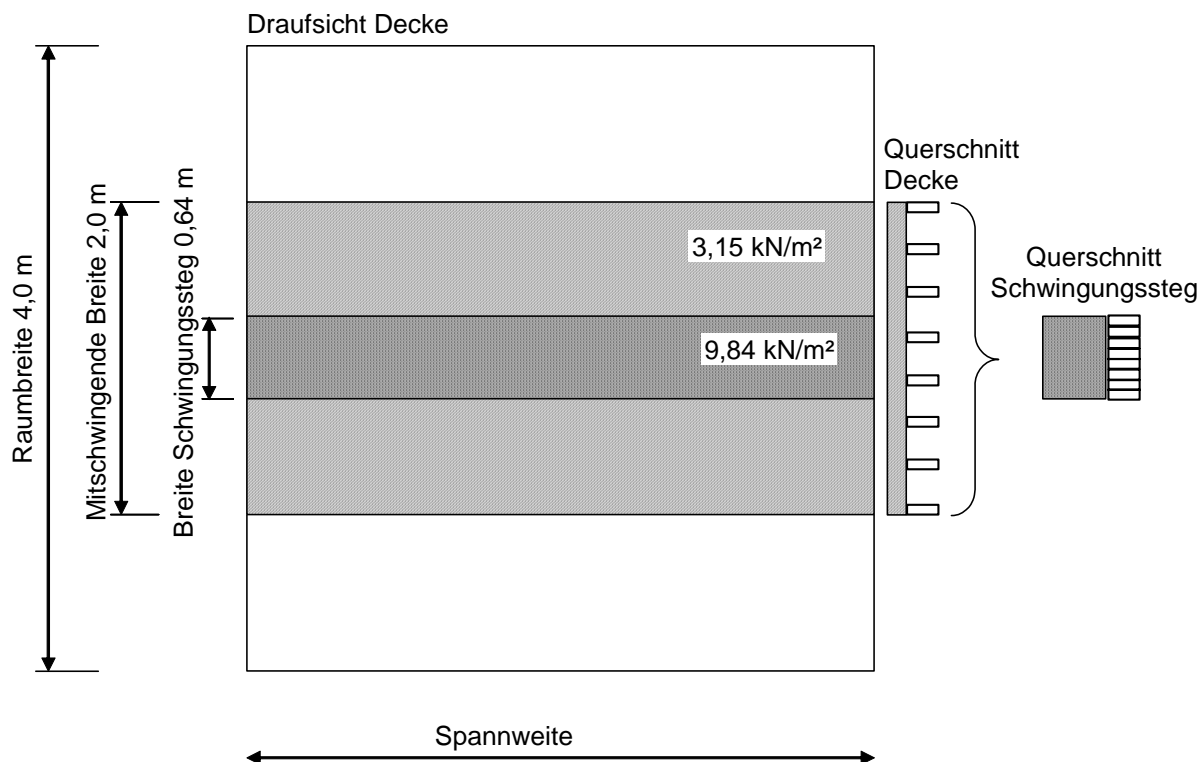 Draufsicht Decke
Raumbreite 4,0 m
Mitschwingende Breite 2,0 m
Breite Schwingungssteg 0,64 m
3,15 kN/m²
9,84 kN/m²
Querschnitt
Decke
Querschnitt
Schwingungssteg
Spannweite